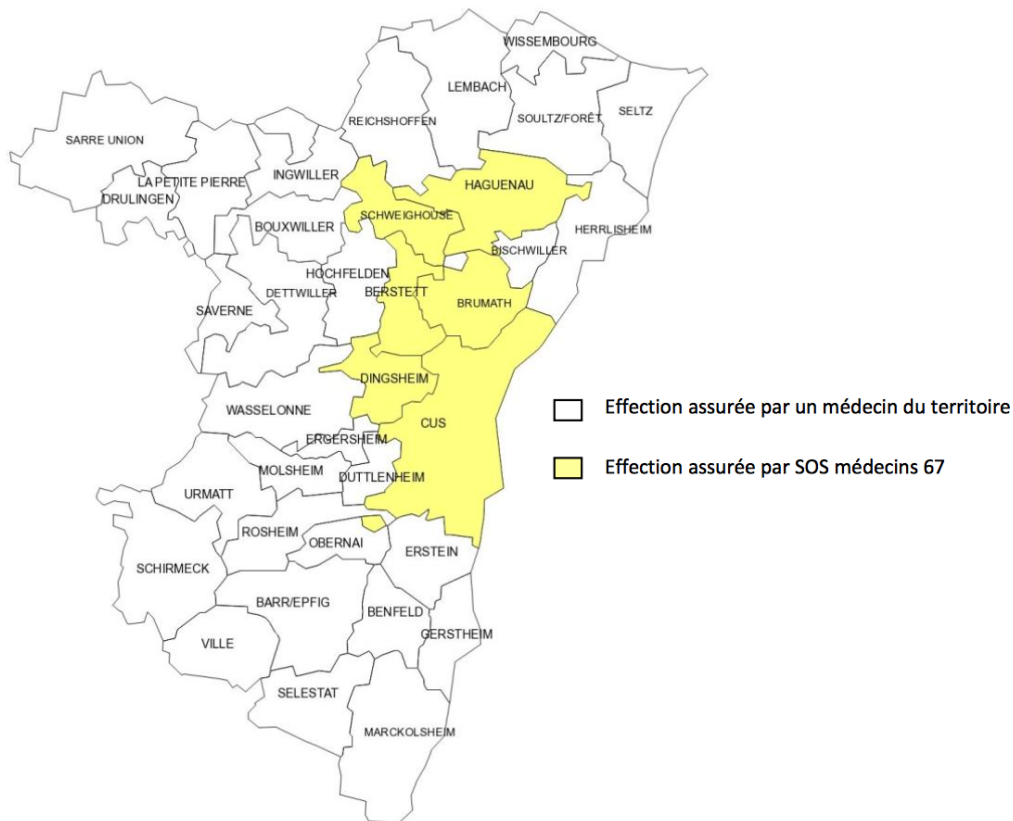 WISSEMBOURG
LEMBACH
SELTZ
SOULTZ/FORÊT
REICHSHOFFEN
SARRE UNION
INGWILLER
LA PETITE PIERRE
HAGUENAU
DRULINGEN
SCHWEIGHOUSE
BOUXWILLER
HERRLISHEIM
BISCHWILLER
HOCHFELDEN
DETTWILLER
BERSTETT
BRUMATH
SAVERNE
DINGSHEIM
WASSELONNE
CUS
Effection assurée par un médecin du territoire
ERGERSHEIM
Effection assurée par SOS médecins 67
MOLSHEIM
DUTTLENHEIM
URMATT
ROSHEIM
OBERNAI
ERSTEIN
SCHIRMECK
BARR/EPFIG
BENFELD
GERSTHEIM
VILLE
SELESTAT
MARCKOLSHEIM